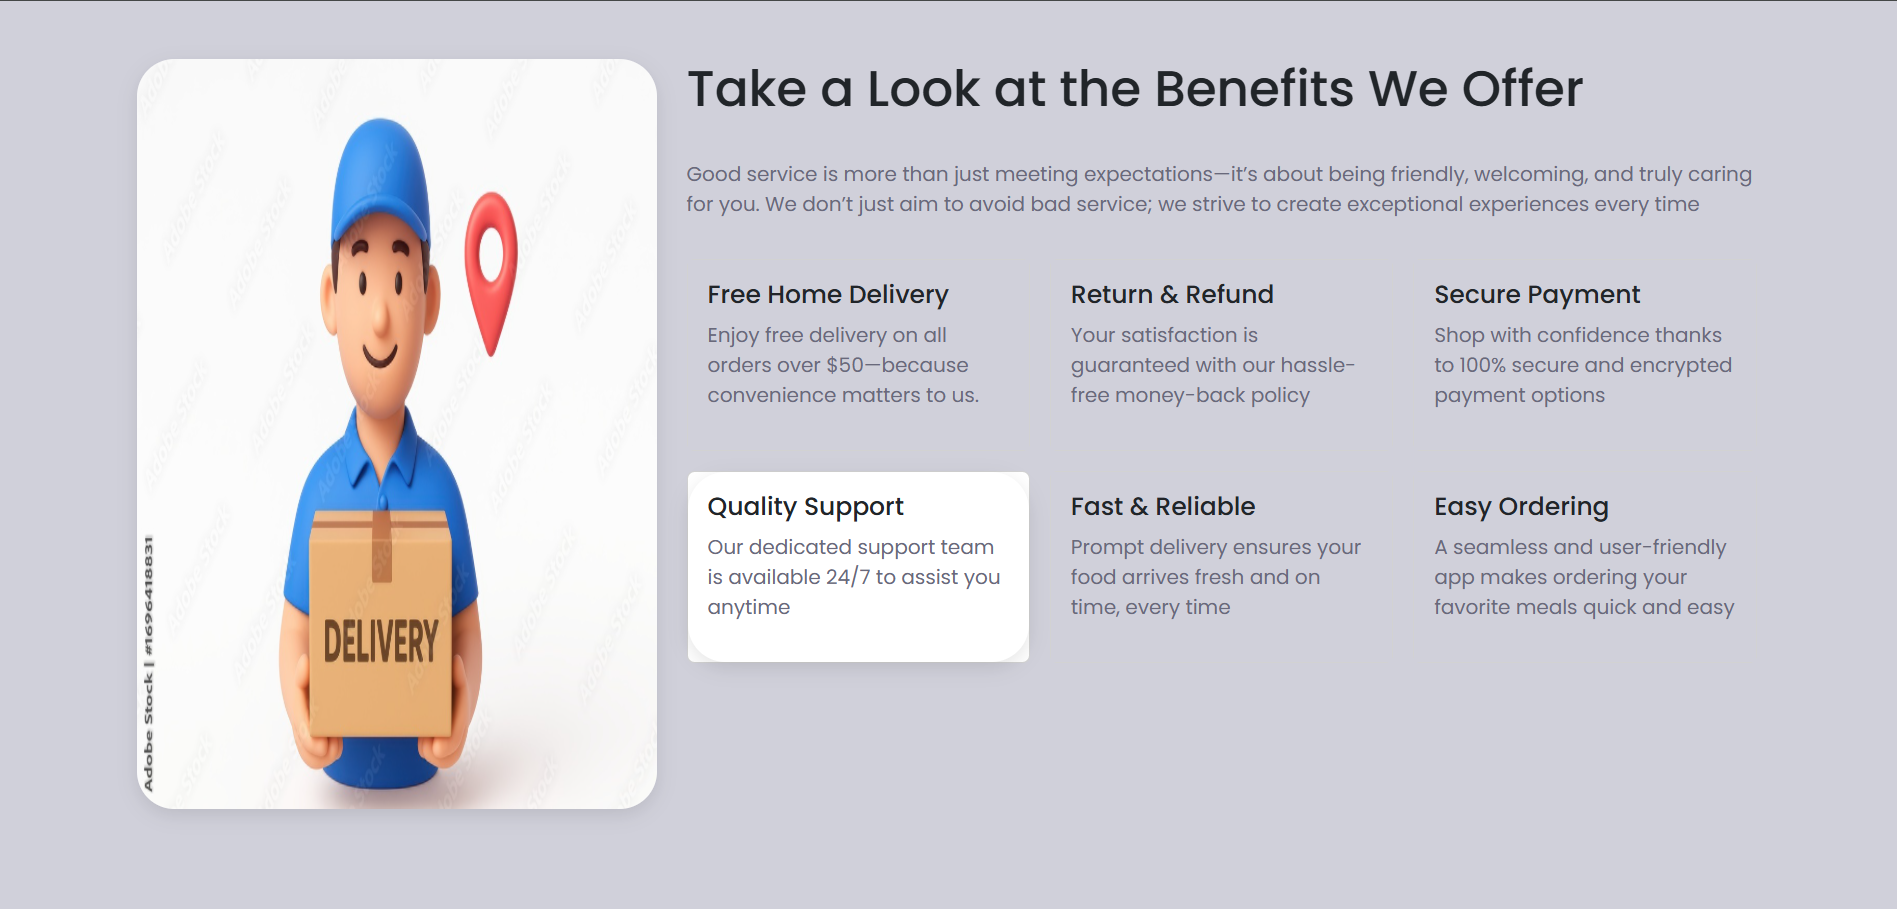 Take a Look at the Benefits We Offer
Good service is more than just meeting expectations—it’s about being friendly, welcoming, and truly caring
for you. We don’t just aim to avoid bad service; we strive to create exceptional experiences every time
Free Home Delivery
Enjoy free delivery on all
orders over $50—because
convenience matters to us.
Return & Refund
Your satisfaction is
guaranteed with our hassle-
free money-back policy
Secure Payment
Shop with confidence thanks
to 100% secure and encrypted
payment options
Quality Support
Our dedicated support team
is available 24/7 to assist you
anytime
Fast & Reliable
Prompt delivery ensures your
food arrives fresh and on
time, every time
Easy Ordering
A seamless and user-friendly
app makes ordering your
favorite meals quick and easy
DELIVERY
Adobe Stock | #1696418831